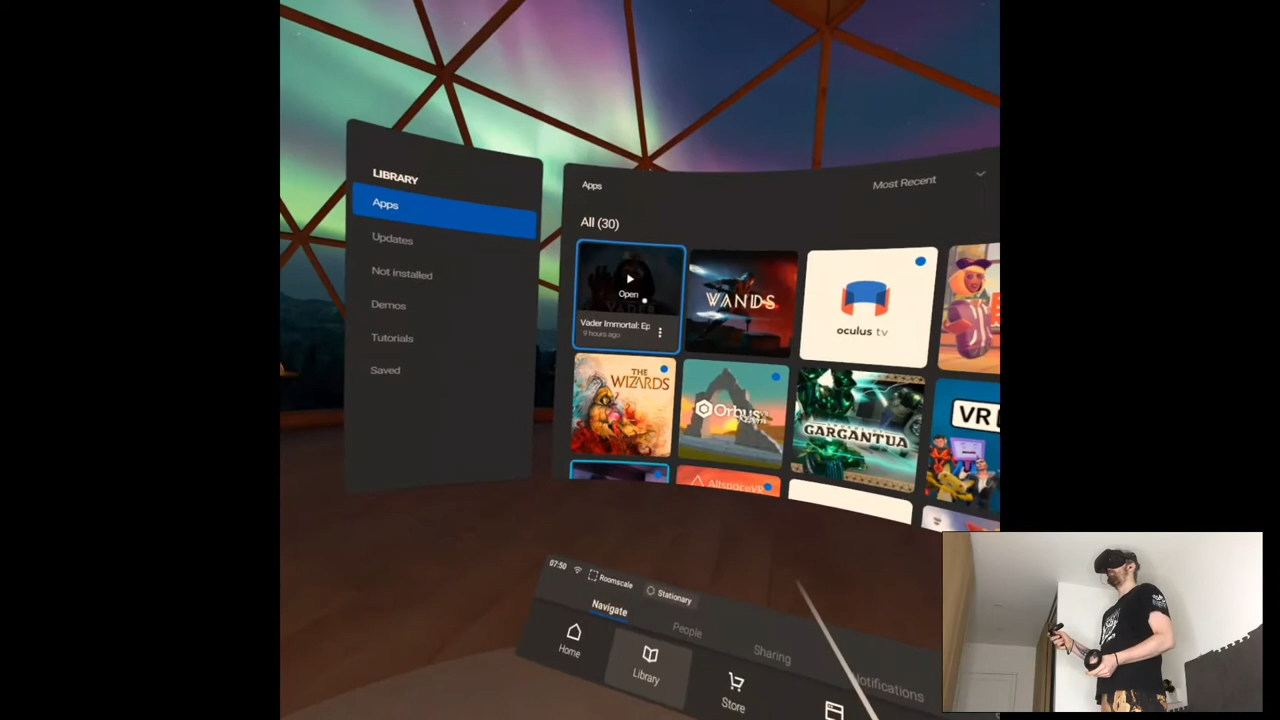 LIBRARY
Apps
Updates
Not installed
Demos
Tutorials
Saved
Apps
Most Recent
All (30)
Open
Vader Immortal: Ep
9 hours ago
WANDS
oculus tv
THE
WIZARDS
Orbus
GARGANTUA
VR
AltspaceVR
07:50
Roomscale
Stationary
Navigate
People
Sharing
Notifications
Home
Library
Store